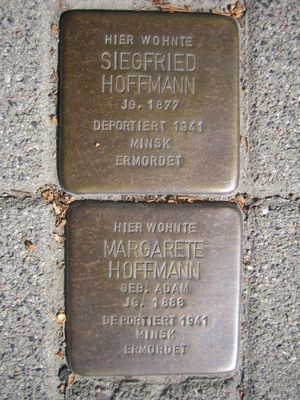 HIER WOHNTE
SIEGFRIED
HOFFMANN
JG. 1877
DEPORTIERT 1941
MINSK
ERMORDET
HIER WOHNTE
MARGARETE
HOFFMANN
GEB. ADAM
JG. 1888
DEPORTIERT 1941
MINSK
ERMORDET